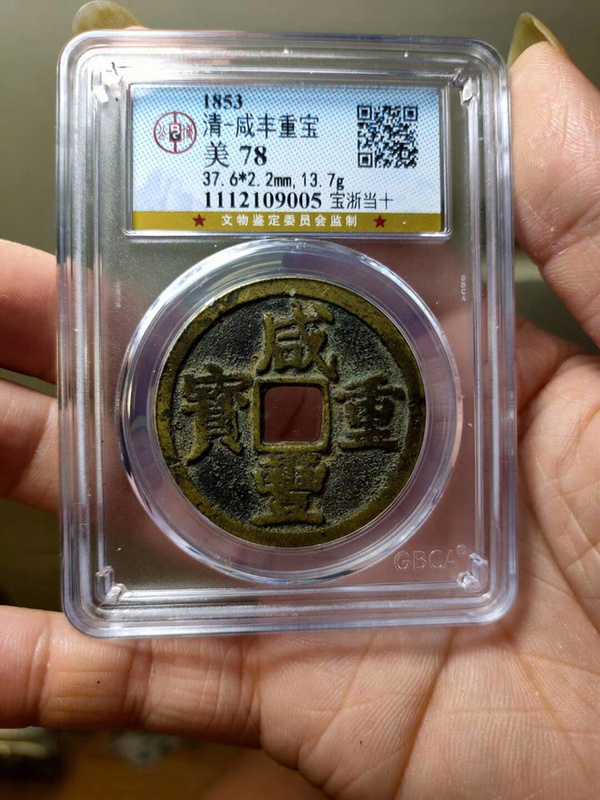 1853
清-咸丰重宝
美 78
37.6*2.2mm,13.7g
1112109005 宝浙当十
★ 文物鉴定委员会监制 ★
咸
寳 重
豐
GBCA